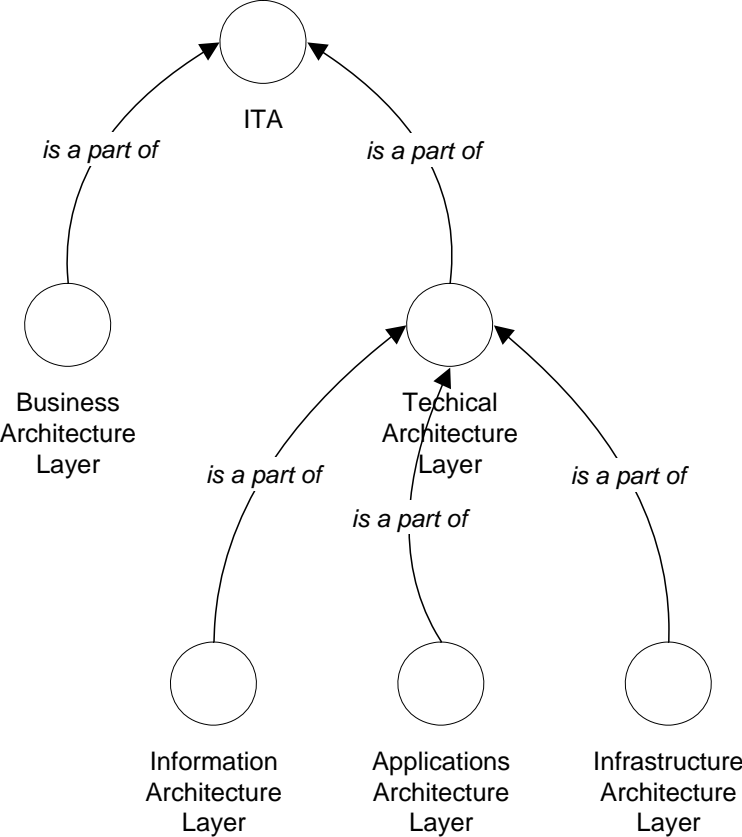 ITA
is a part of
is a part of
Business
Architecture
Layer
Techical
Architecture
Layer
is a part of
is a part of
is a part of
Information
Architecture
Layer
Applications
Architecture
Layer
Infrastructure
Architecture
Layer